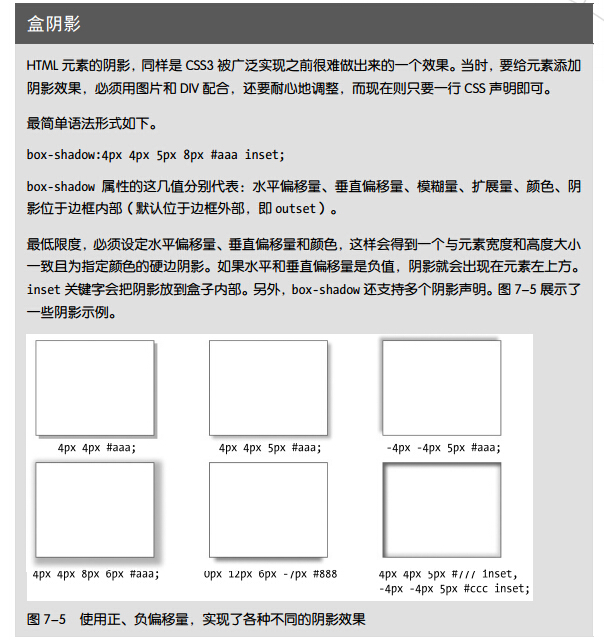 盒阴影
HTML 元素的阴影，同样是 CSS3 被广泛实现之前很难做出来的一个效果。当时，要给元素添加
阴影效果，必须用图片和 DIV 配合，还要耐心地调整，而现在则只要一行 CSS 声明即可。
最简单语法形式如下。
box-shadow:4px 4px 5px 8px #aaa inset;
box-shadow 属性的这几值分别代表：水平偏移量、垂直偏移量、模糊量、扩展量、颜色、阴
影位于边框内部（默认位于边框外部，即 outset）。
最低限度，必须设定水平偏移量、垂直偏移量和颜色，这样会得到一个与元素宽度和高度大小
一致且为指定颜色的硬边阴影。如果水平和垂直偏移量是负值，阴影就会出现在元素左上方。
inset 关键字会把阴影放到盒子内部。另外，box-shadow 还支持多个阴影声明。图 7-5 展示了
一些阴影示例。
4px 4px #aaa;
4px 4px 5px #aaa;
-4px -4px 5px #aaa;
4px 4px 8px 6px #aaa;
0px 12px 6px -7px #888
4px 4px 5px #777 inset,
-4px -4px 5px #ccc inset;
图 7-5 使用正、负偏移量，实现了各种不同的阴影效果